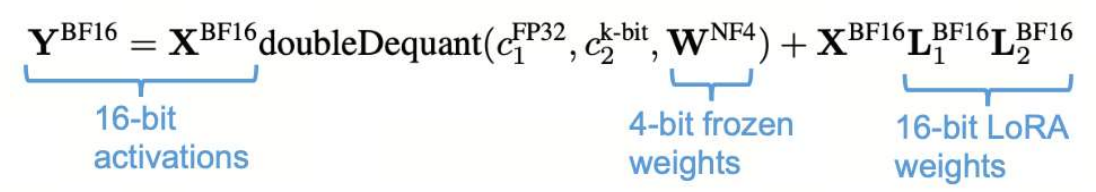 Y^BF16 = X^BF16 doubleDequant(c_1^FP32, c_2^k-bit, W^NF4) + X^BF16 L_1^BF16 L_2^BF16
16-bit activations
4-bit frozen weights
16-bit LoRA weights